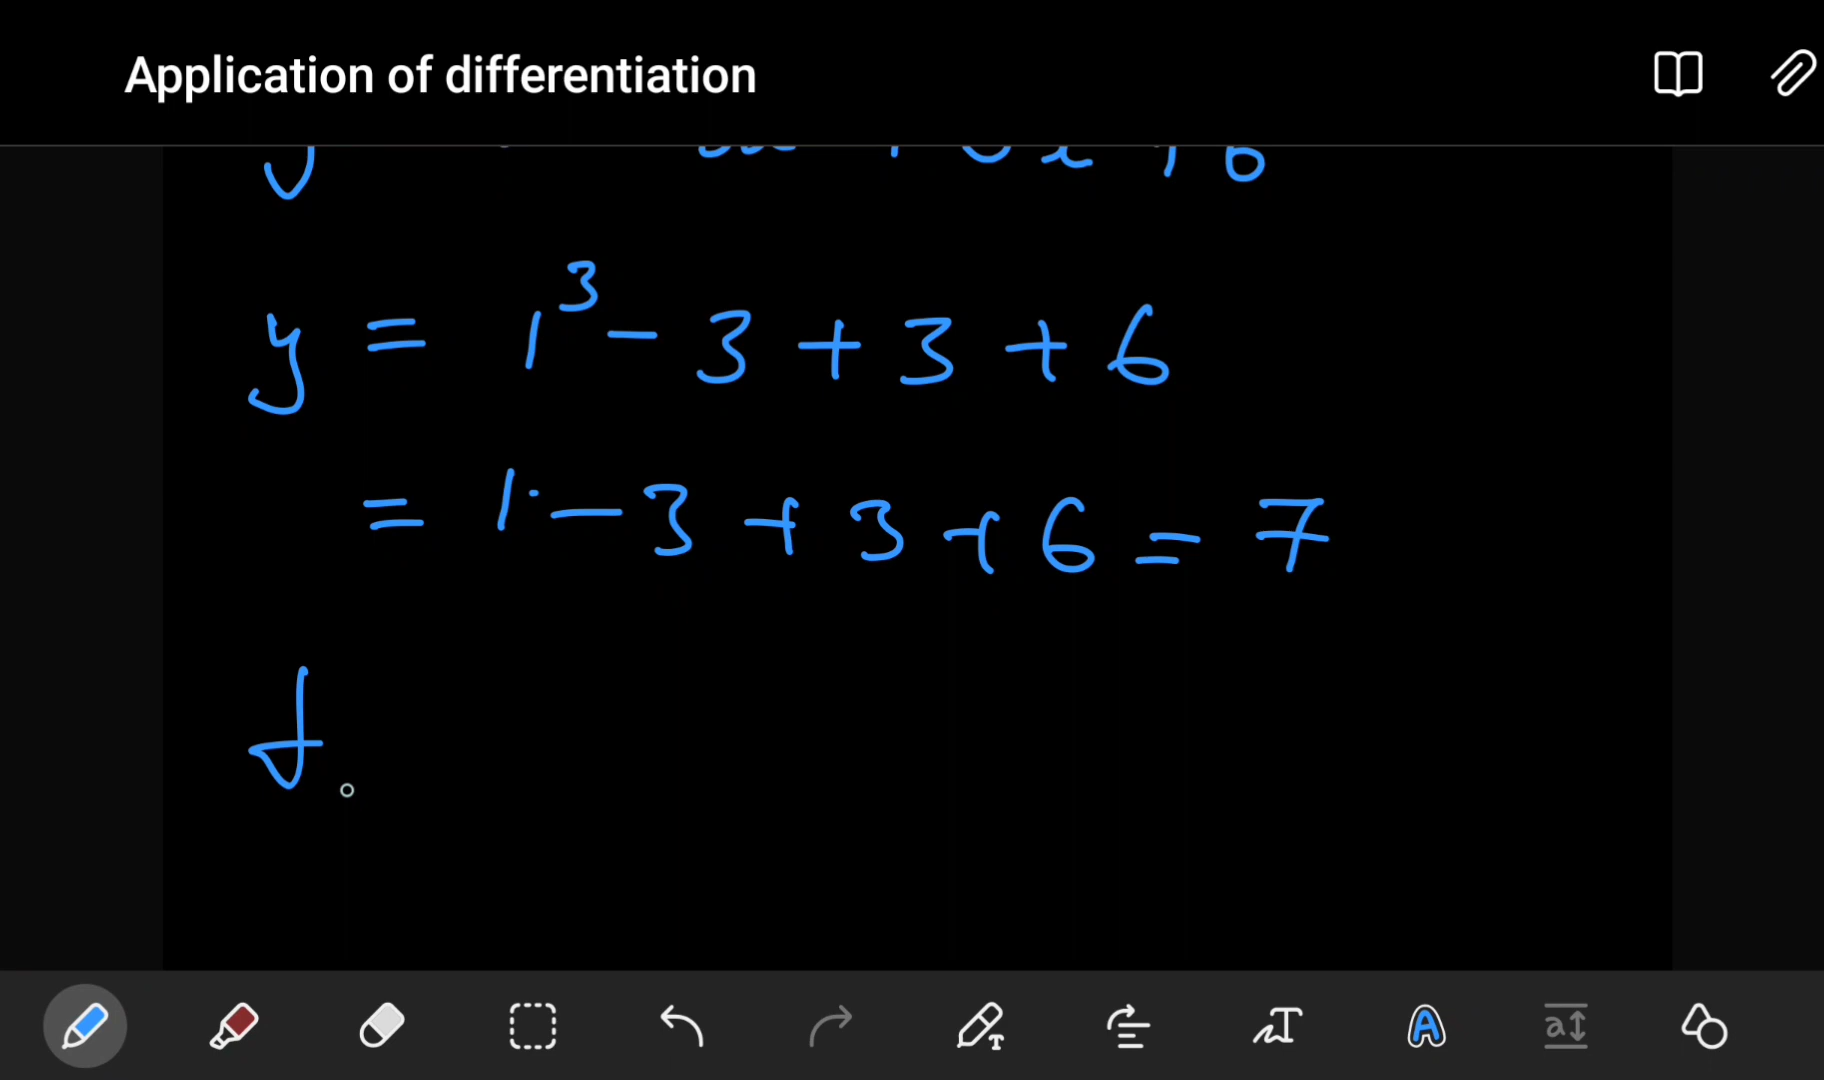 Application of differentiation
y = 1³ - 3 + 3 + 6
= 1 - 3 + 3 + 6 = 7